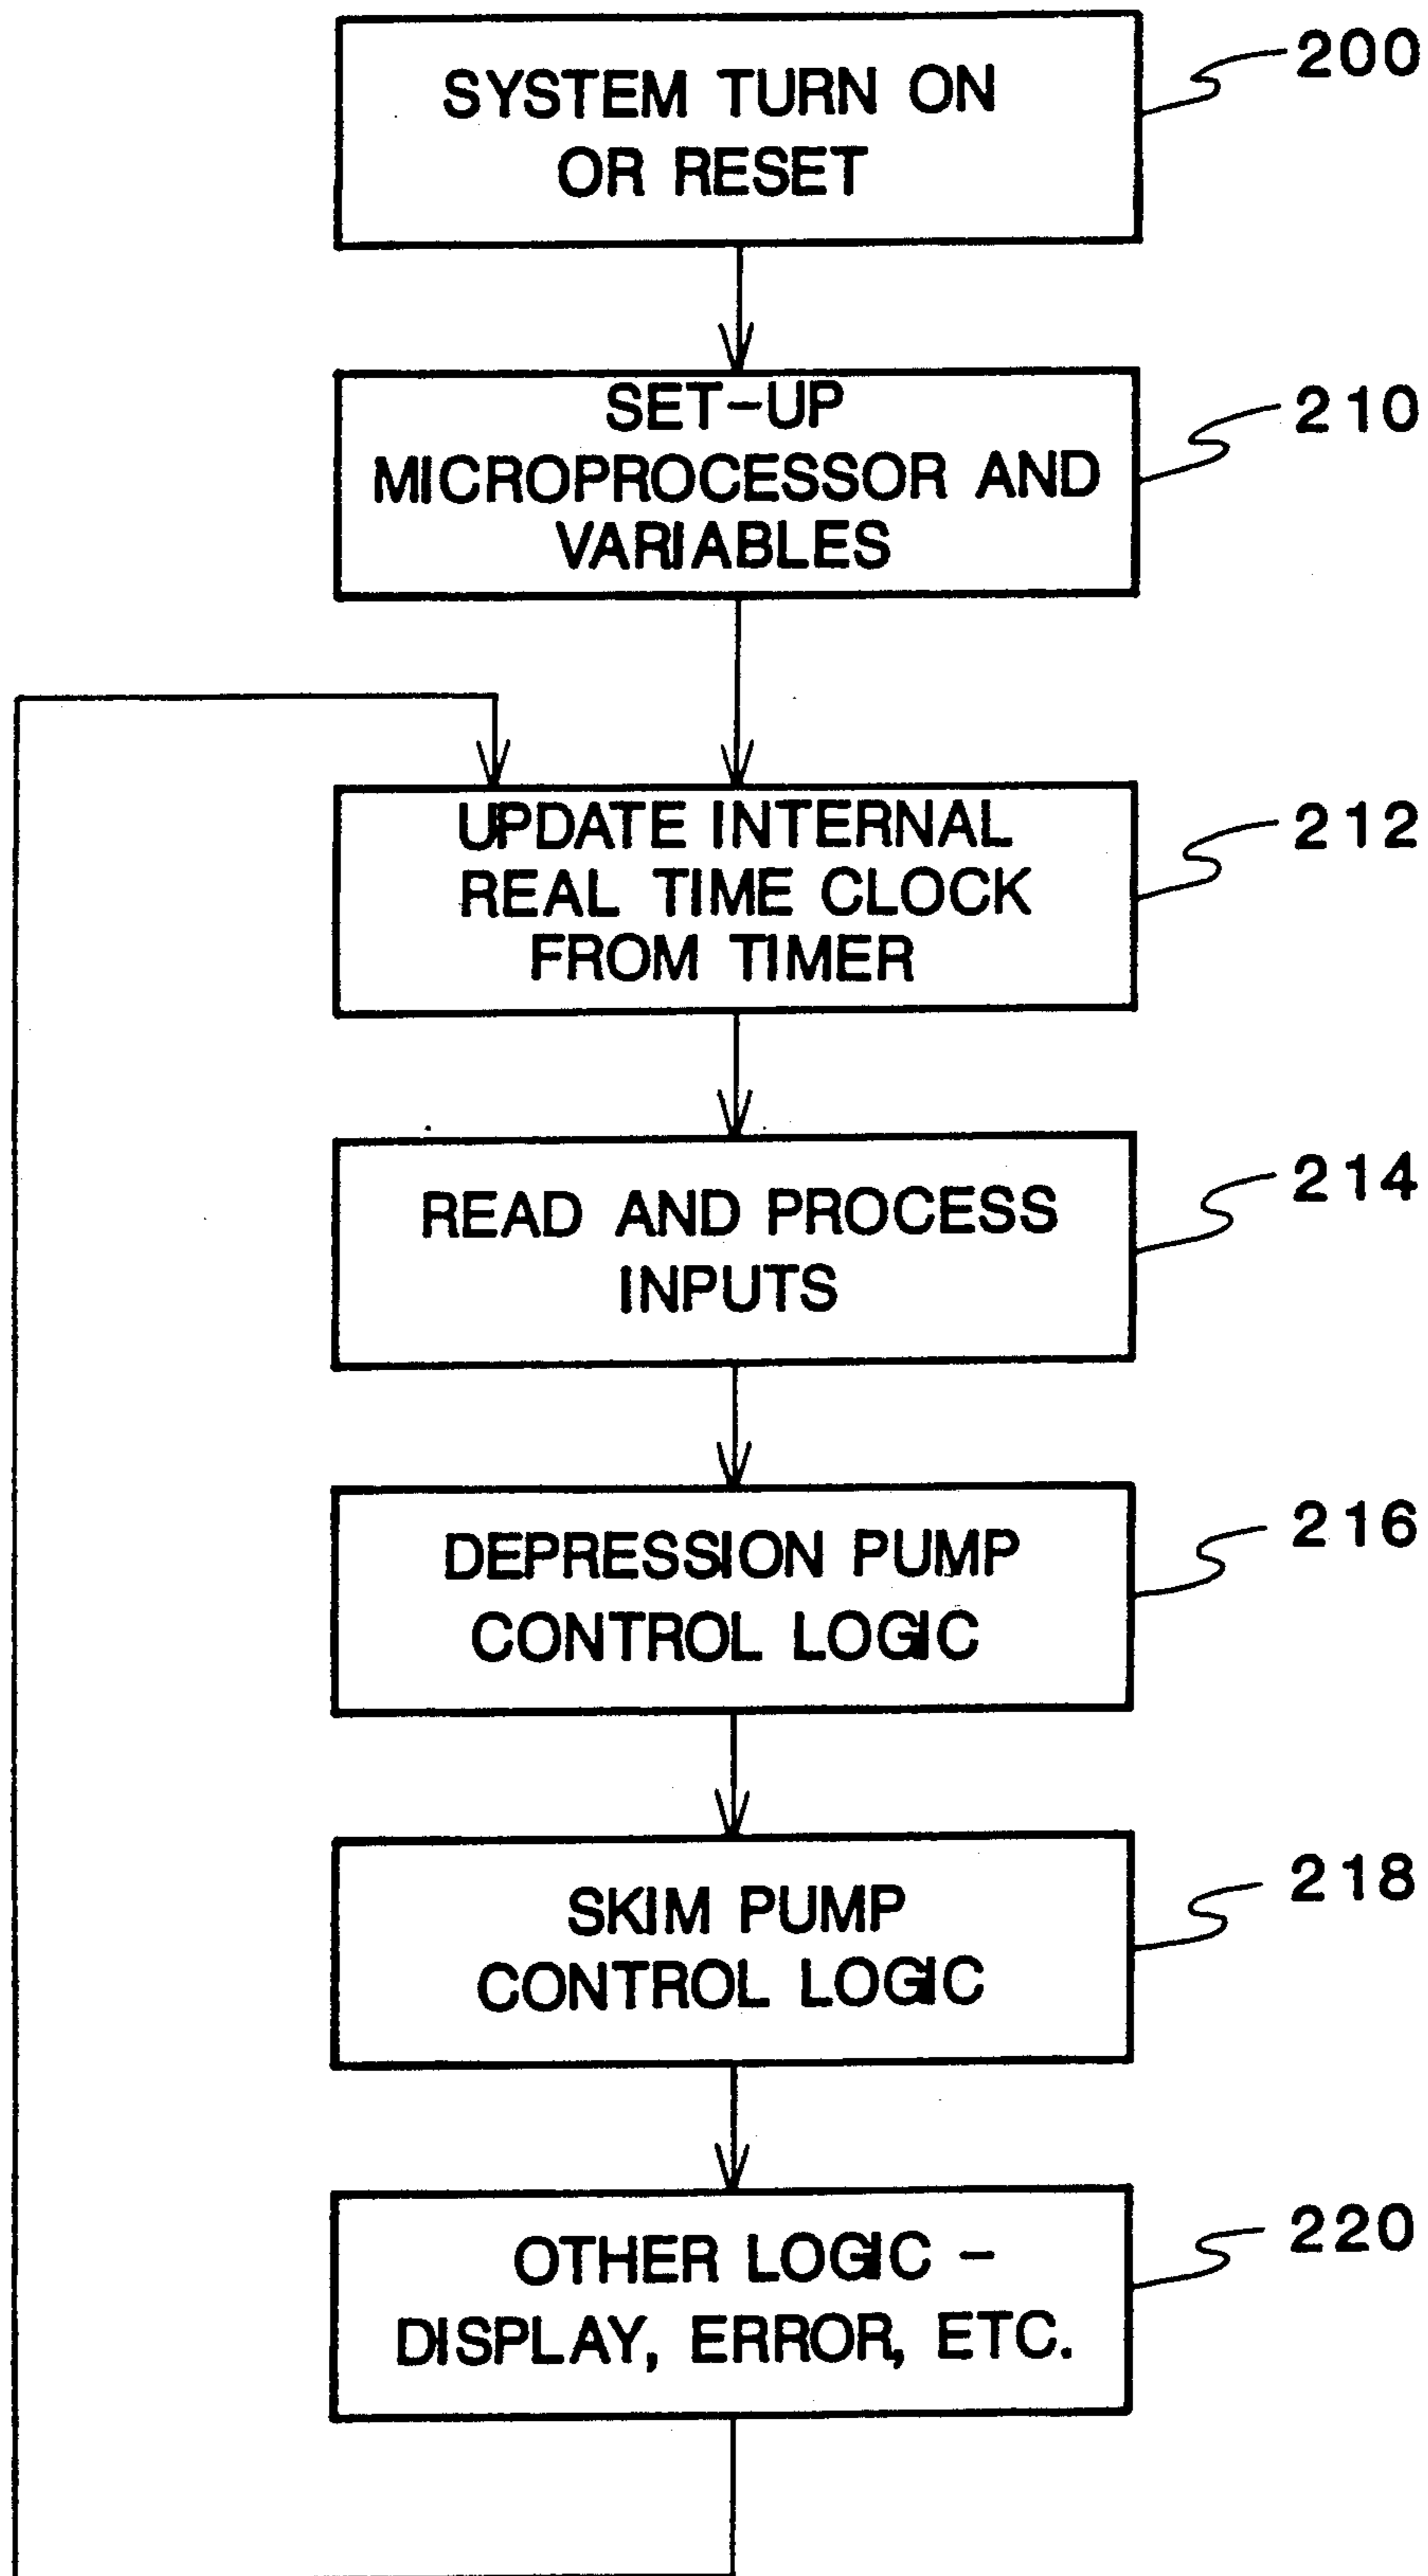 SYSTEM TURN ON
OR RESET
200
SET-UP
MICROPROCESSOR AND
VARIABLES
210
UPDATE INTERNAL
REAL TIME CLOCK
FROM TIMER
212
READ AND PROCESS
INPUTS
214
DEPRESSION PUMP
CONTROL LOGIC
216
SKIM PUMP
CONTROL LOGIC
218
OTHER LOGIC -
DISPLAY, ERROR, ETC.
220